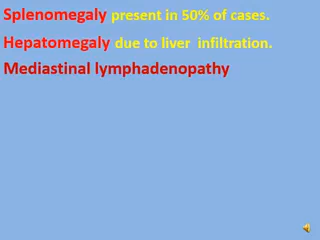 Splenomegaly present in 50% of cases.
Hepatomegaly due to liver infiltration.
Mediastinal lymphadenopathy